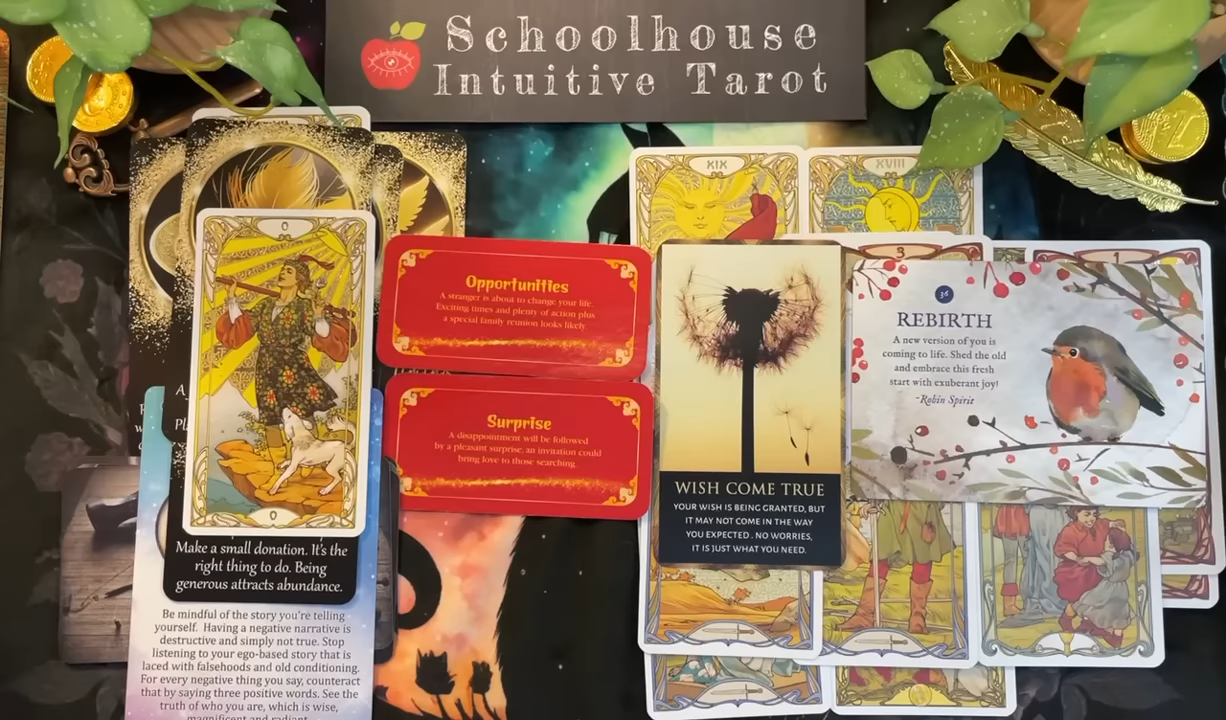 Schoolhouse
Intuitive Tarot
XIX
XVIII
0
3
1
Opportunities
A stranger is about to change your life.
Exciting times and plenty of action plus
a special family reunion looks likely.
Surprise
A disappointment will be followed
by a pleasant surprise, an invitation could
bring love to those searching.
WISH COME TRUE
YOUR WISH IS BEING GRANTED, BUT
IT MAY NOT COME IN THE WAY
YOU EXPECTED . NO WORRIES,
IT IS JUST WHAT YOU NEED.
36
REBIRTH
A new version of you is
coming to life. Shed the old
and embrace this fresh
start with exuberant joy!
~Robin Spirit
0
Make a small donation. It's the
right thing to do. Being
generous attracts abundance.
Be mindful of the story you're telling
yourself. Having a negative narrative is
destructive and simply not true. Stop
listening to your ego-based story that is
laced with falsehoods and old conditioning.
For every negative thing you say, counteract
that by saying three positive words. See the
truth of who you are, which is wise,
magnificent and radiant.